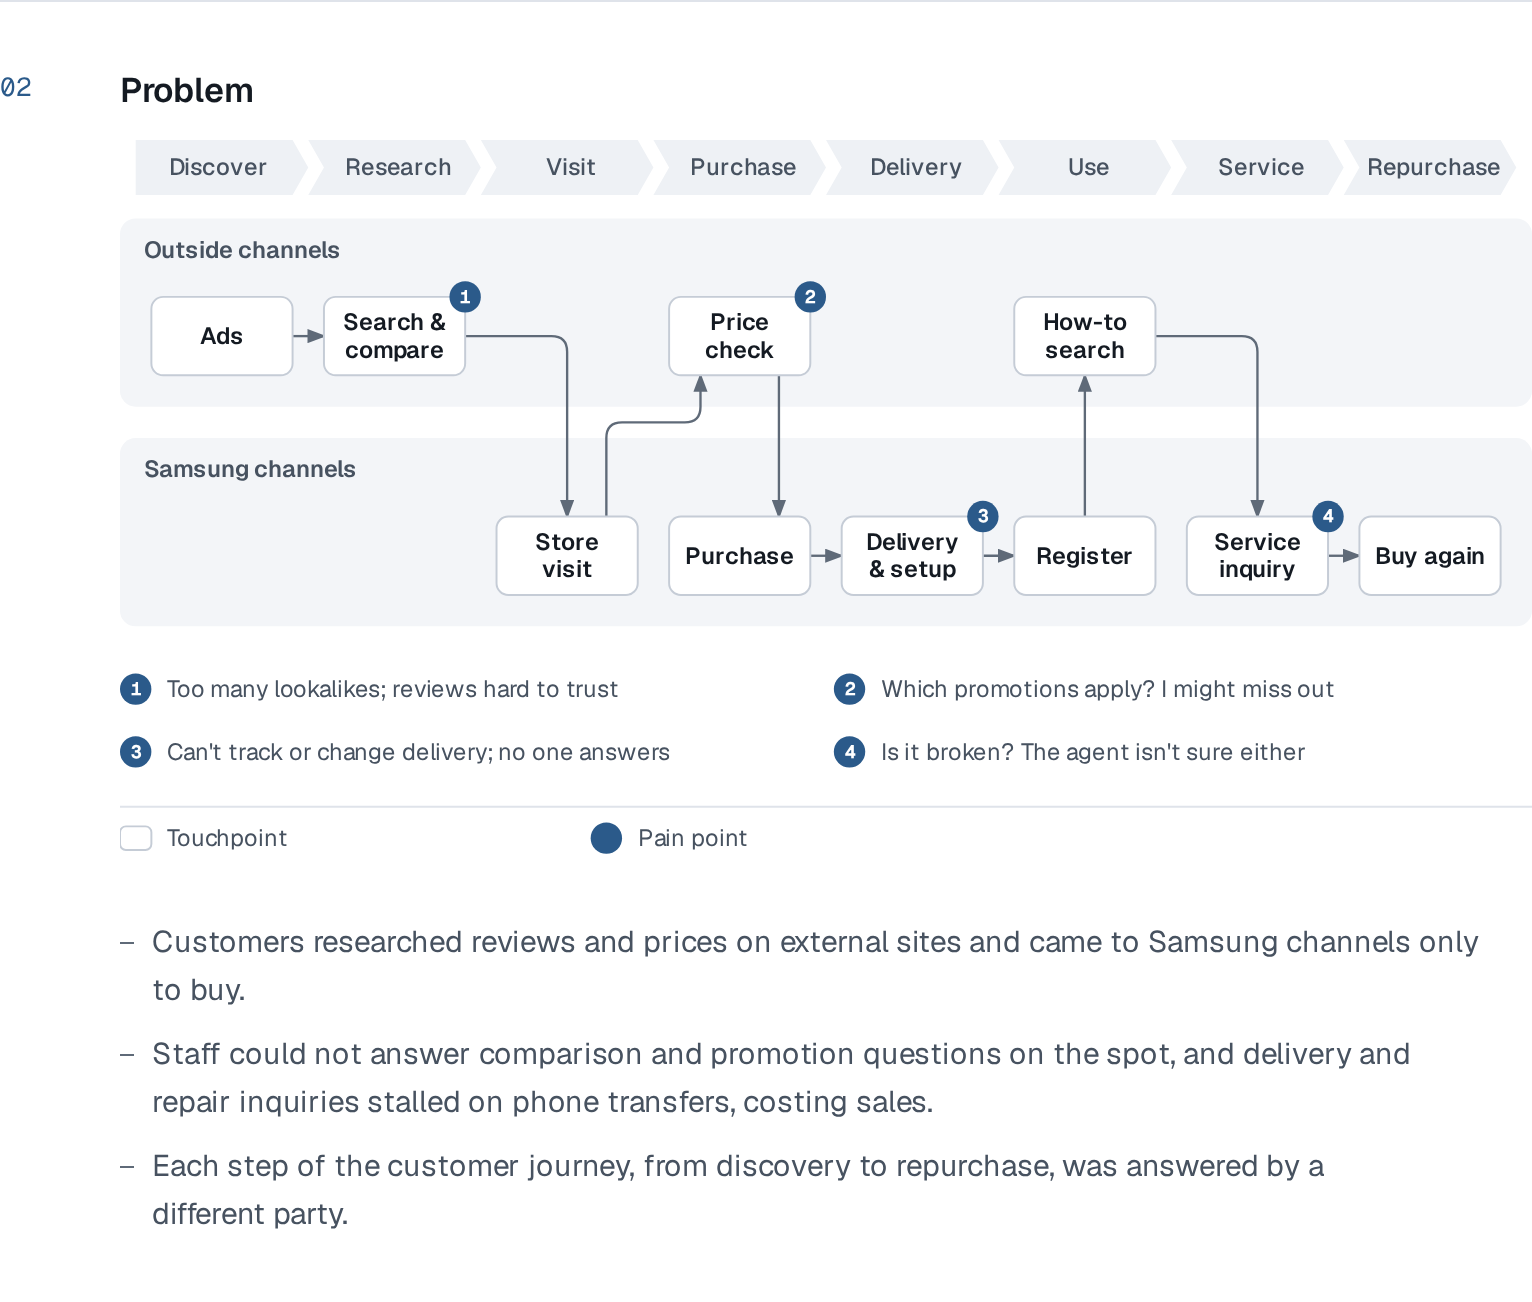 02
Problem
Discover
Research
Visit
Purchase
Delivery
Use
Service
Repurchase
Outside channels
Ads
Search &
compare
1
Price
check
2
How-to
search
Samsung channels
Store
visit
Purchase
Delivery
& setup
3
Register
Service
inquiry
4
Buy again
1 Too many lookalikes; reviews hard to trust
2 Which promotions apply? I might miss out
3 Can't track or change delivery; no one answers
4 Is it broken? The agent isn't sure either
Touchpoint
Pain point
– Customers researched reviews and prices on external sites and came to Samsung channels only
to buy.
– Staff could not answer comparison and promotion questions on the spot, and delivery and
repair inquiries stalled on phone transfers, costing sales.
– Each step of the customer journey, from discovery to repurchase, was answered by a
different party.